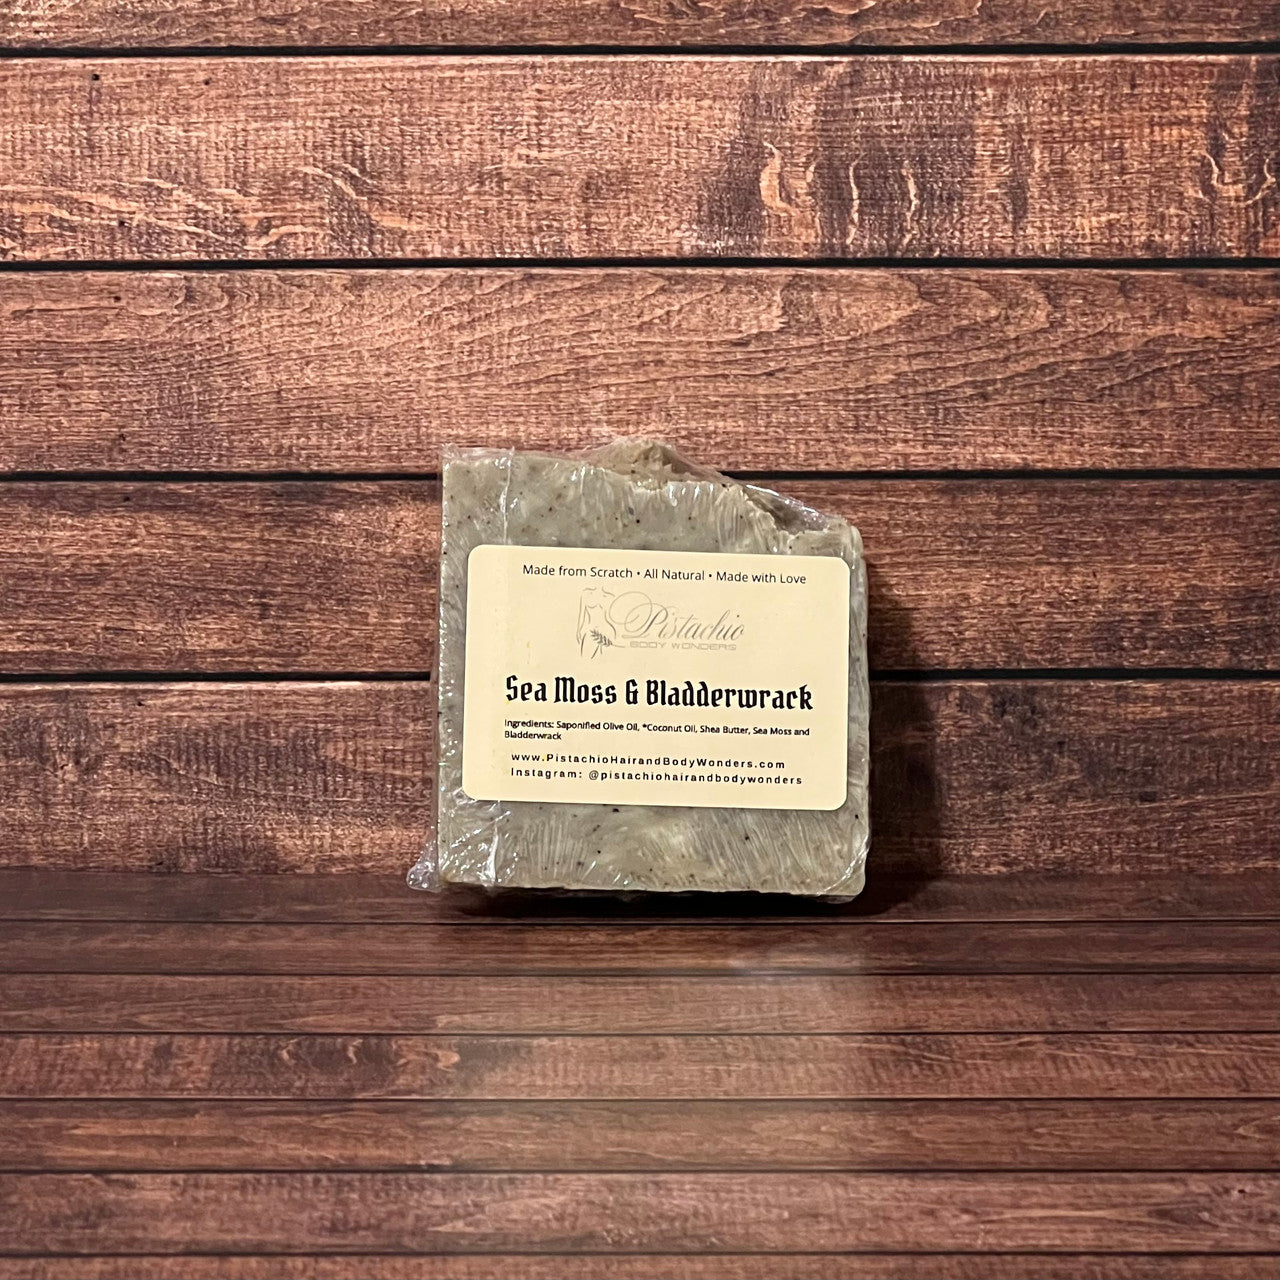 Made from Scratch • All Natural • Made with Love
Pistachio
BODY WONDERS
Sea Moss & Bladderwrack
Ingredients: Saponified Olive Oil, *Coconut Oil, Shea Butter, Sea Moss and
Bladderwrack
www.PistachioHairandBodyWonders.com
Instagram: @pistachiohairandbodywonders